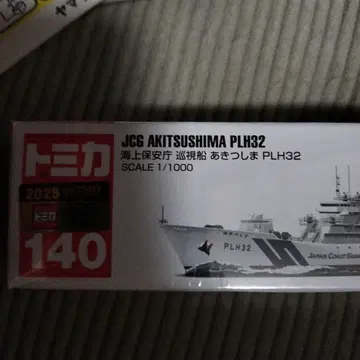 JCG AKITSUSHIMA PLH32
海上保安庁 巡視船 あきつしま PLH32
SCALE 1/1000
トミカ
トミカ
140
PLH32
JAPAN COAST GUARD